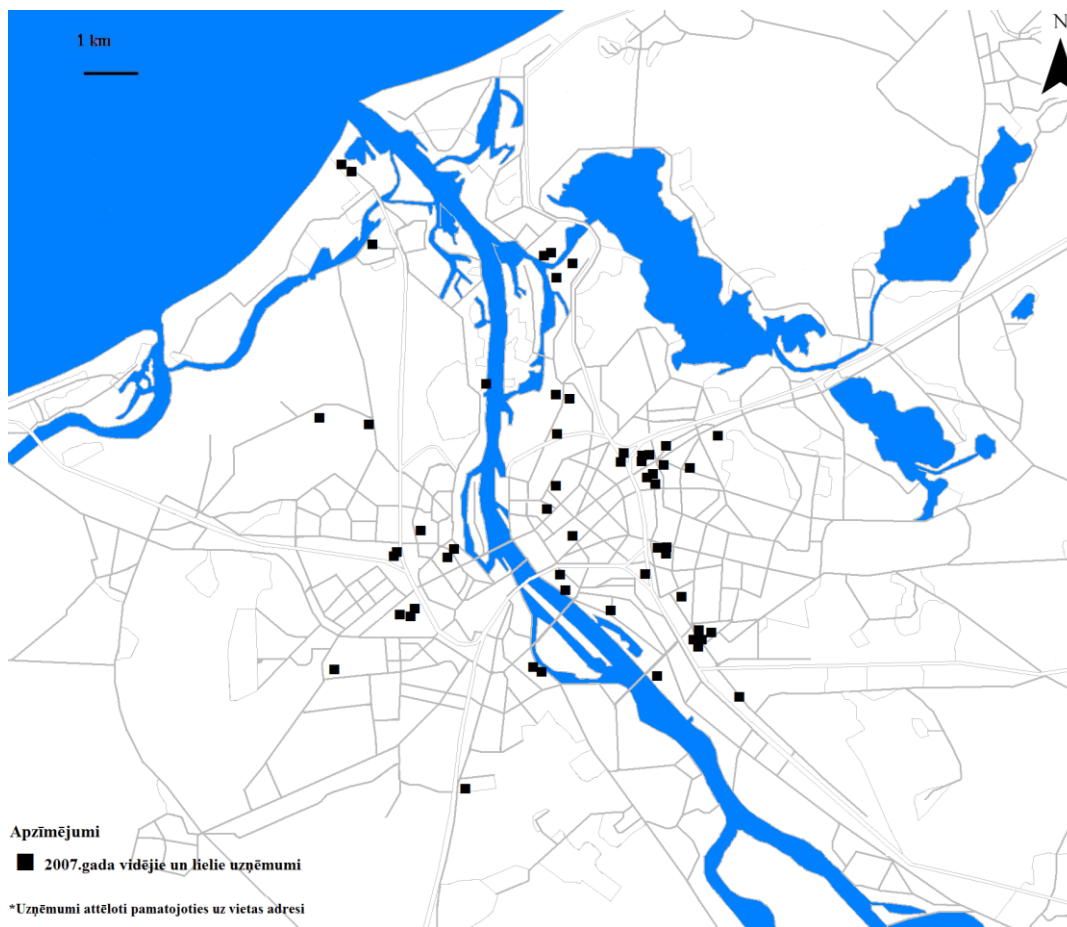 1 km
N
Apzīmējumi
2007.gada vidējie un lielie uzņēmumi
*Uzņēmumi attēloti pamatojoties uz vietas adresi